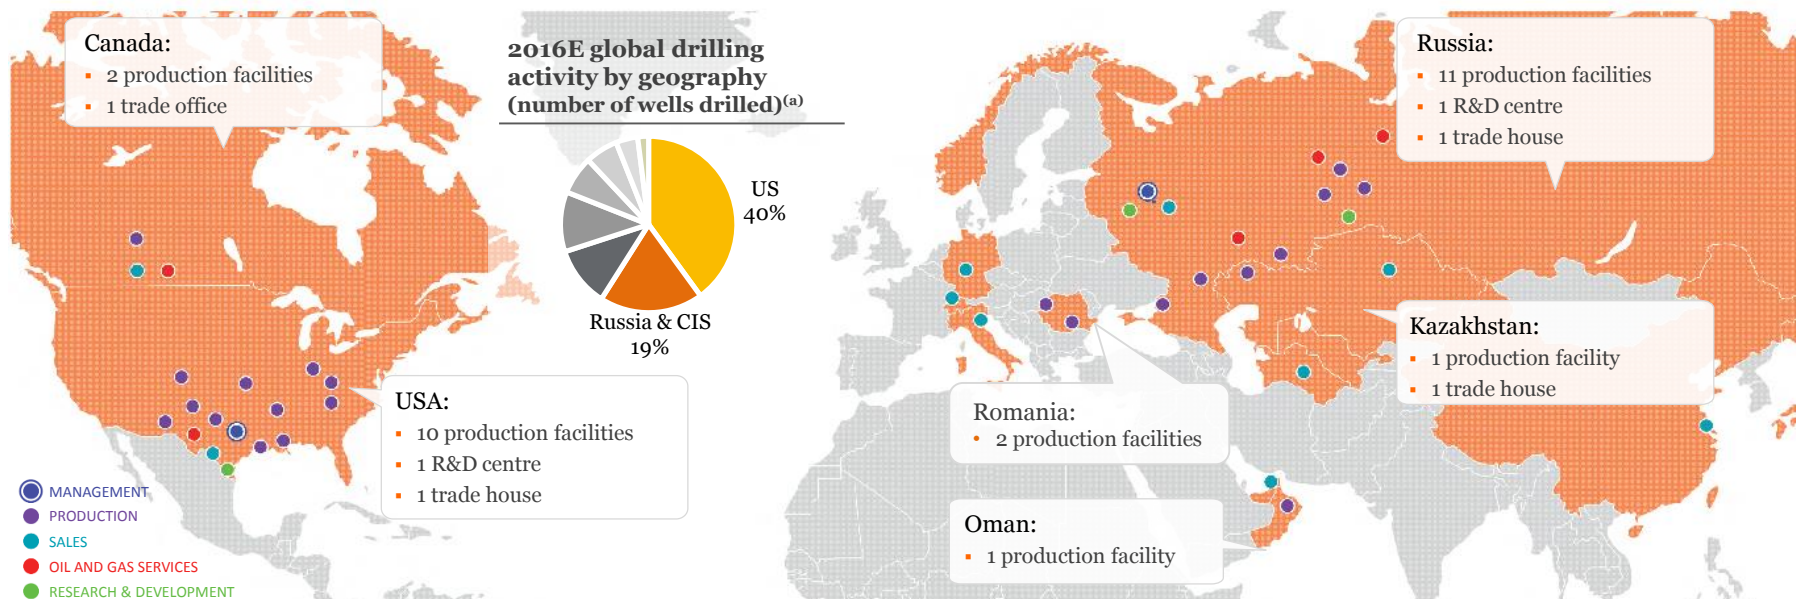 Canada:
▪ 2 production facilities
▪ 1 trade office
2016E global drilling
activity by geography
(number of wells drilled)(a)
US
40%
Russia & CIS
19%
Russia:
▪ 11 production facilities
▪ 1 R&D centre
▪ 1 trade house
USA:
▪ 10 production facilities
▪ 1 R&D centre
▪ 1 trade house
Kazakhstan:
▪ 1 production facility
▪ 1 trade house
Romania:
• 2 production facilities
Oman:
▪ 1 production facility
MANAGEMENT
PRODUCTION
SALES
OIL AND GAS SERVICES
RESEARCH & DEVELOPMENT